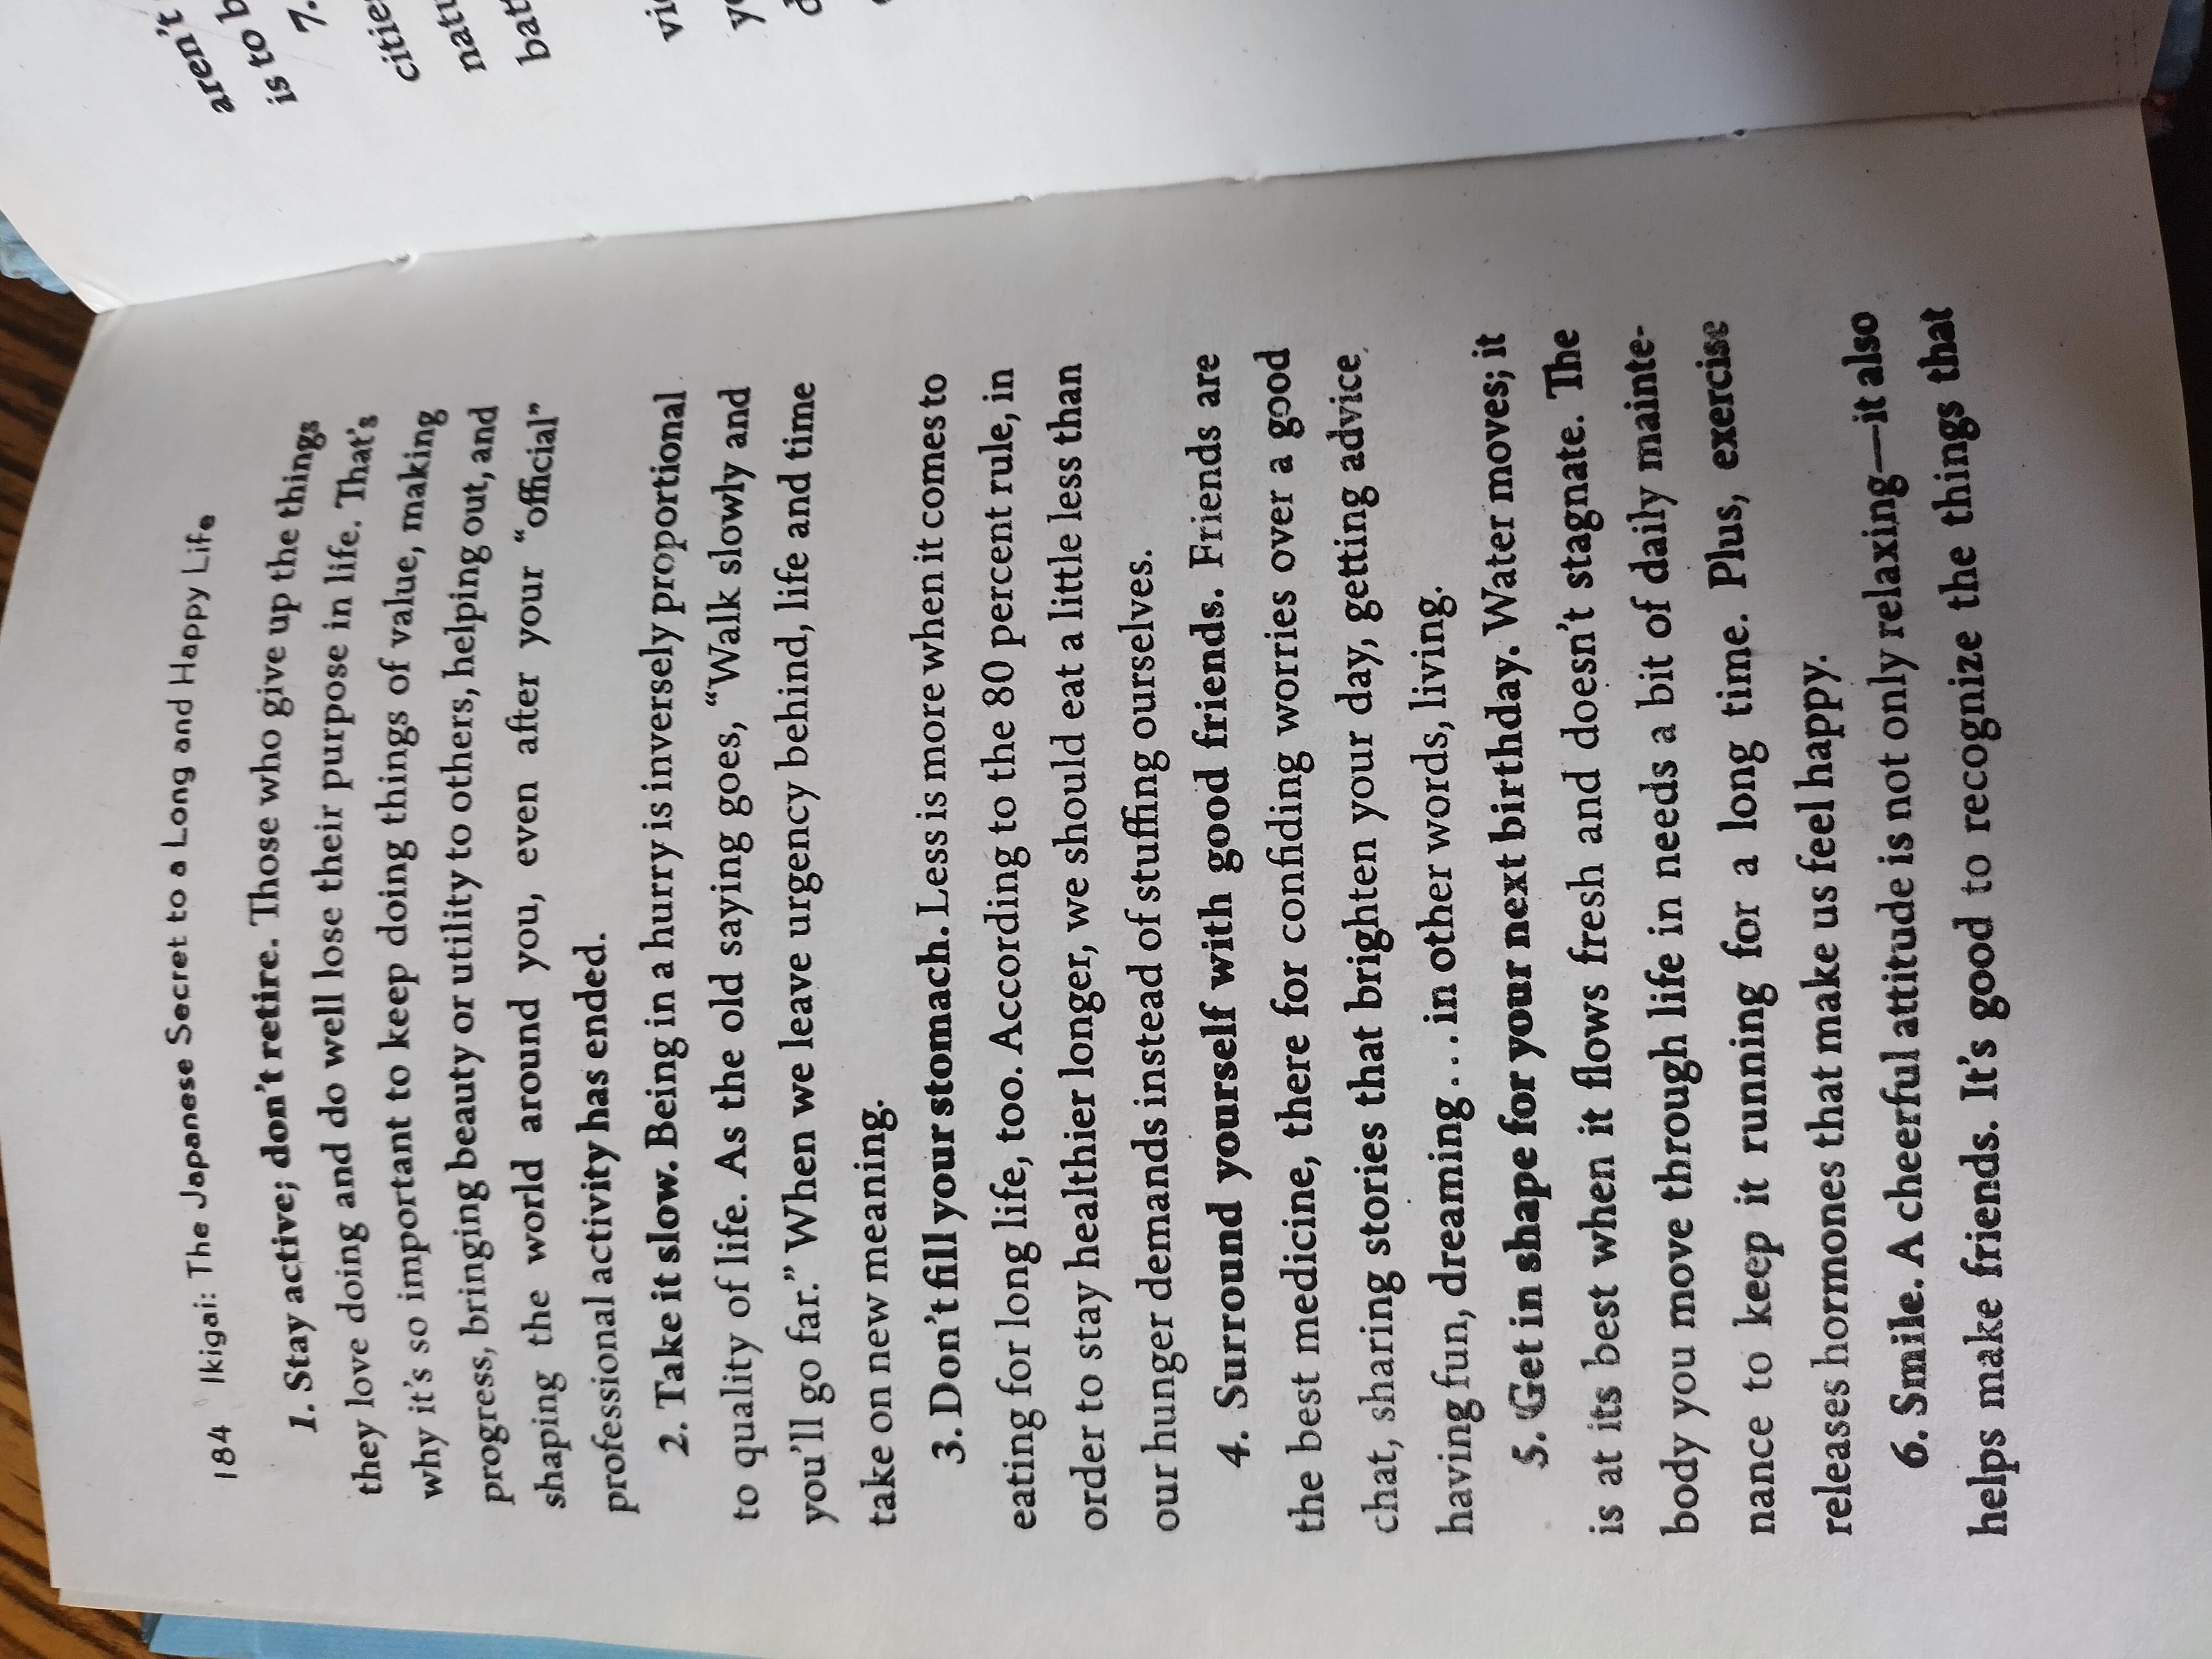 184 Ikigai: The Japanese Secret to a Long and Happy Life
1. Stay active; don't retire. Those who give up the things
they love doing and do well lose their purpose in life. That's
why it's so important to keep doing things of value, making
progress, bringing beauty or utility to others, helping out, and
shaping the world around you, even after your “official”
professional activity has ended.
2. Take it slow. Being in a hurry is inversely proportional
to quality of life. As the old saying goes, “Walk slowly and
you'll go far.” When we leave urgency behind, life and time
take on new meaning.
3. Don't fill your stomach. Less is more when it comes to
eating for long life, too. According to the 80 percent rule, in
order to stay healthier longer, we should eat a little less than
our hunger demands instead of stuffing ourselves.
4. Surround yourself with good friends. Friends are
the best medicine, there for confiding worries over a good
chat, sharing stories that brighten your day, getting advice,
having fun, dreaming . . . in other words, living.
5. Get in shape for your next birthday. Water moves; it
is at its best when it flows fresh and doesn't stagnate. The
body you move through life in needs a bit of daily mainte-
nance to keep it running for a long time. Plus, exercise
releases hormones that make us feel happy.
6. Smile. A cheerful attitude is not only relaxing—it also
helps make friends. It's good to recognize the things that
aren't
is to
7.